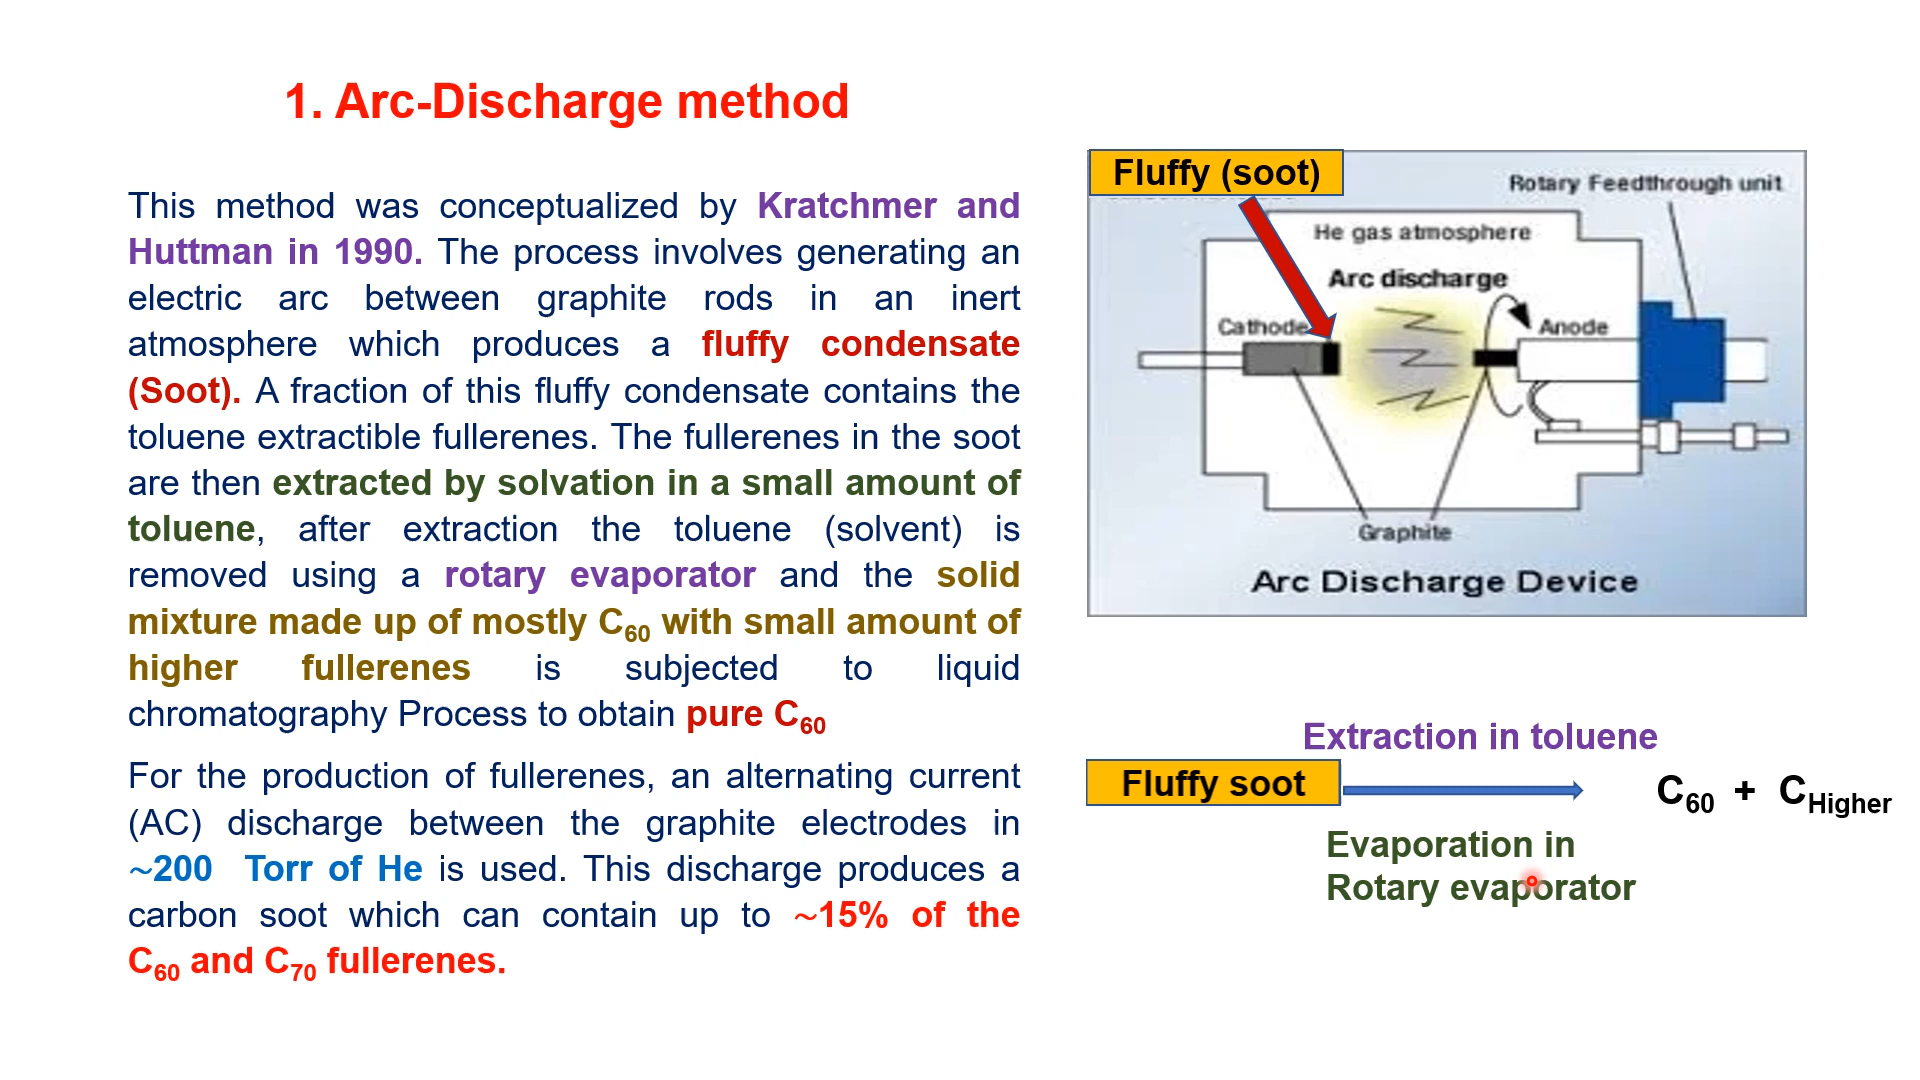 1. Arc-Discharge method
This method was conceptualized by Kratchmer and
Huttman in 1990. The process involves generating an
electric arc between graphite rods in an inert
atmosphere which produces a fluffy condensate
(Soot). A fraction of this fluffy condensate contains the
toluene extractible fullerenes. The fullerenes in the soot
are then extracted by solvation in a small amount of
toluene, after extraction the toluene (solvent) is
removed using a rotary evaporator and the solid
mixture made up of mostly C60 with small amount of
higher fullerenes is subjected to liquid
chromatography Process to obtain pure C60
For the production of fullerenes, an alternating current
(AC) discharge between the graphite electrodes in
~200 Torr of He is used. This discharge produces a
carbon soot which can contain up to ~15% of the
C60 and C70 fullerenes.
Fluffy (soot)
Rotary Feedthrough unit
He gas atmosphere
Arc discharge
Cathode
Anode
Graphite
Arc Discharge Device
Extraction in toluene
Fluffy soot
C60 + CHigher
Evaporation in
Rotary evaporator